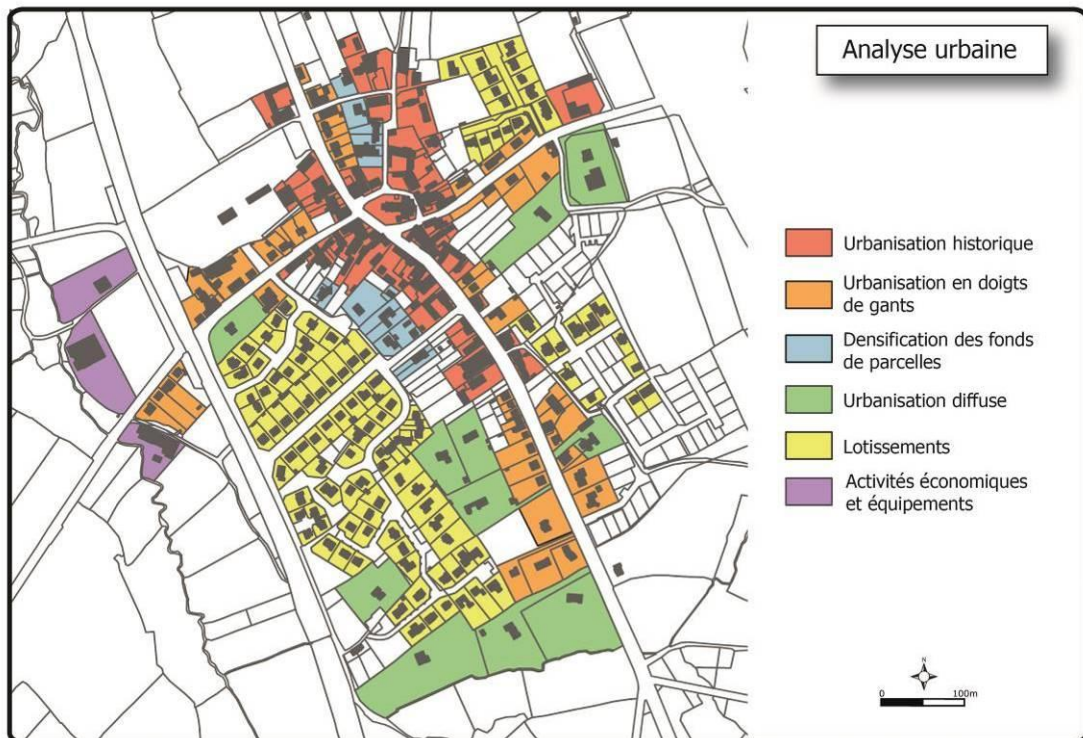 Analyse urbaine
Urbanisation historique
Urbanisation en doigts
de gants
Densification des fonds
de parcelles
Urbanisation diffuse
Lotissements
Activités économiques
et équipements
N
0 100m